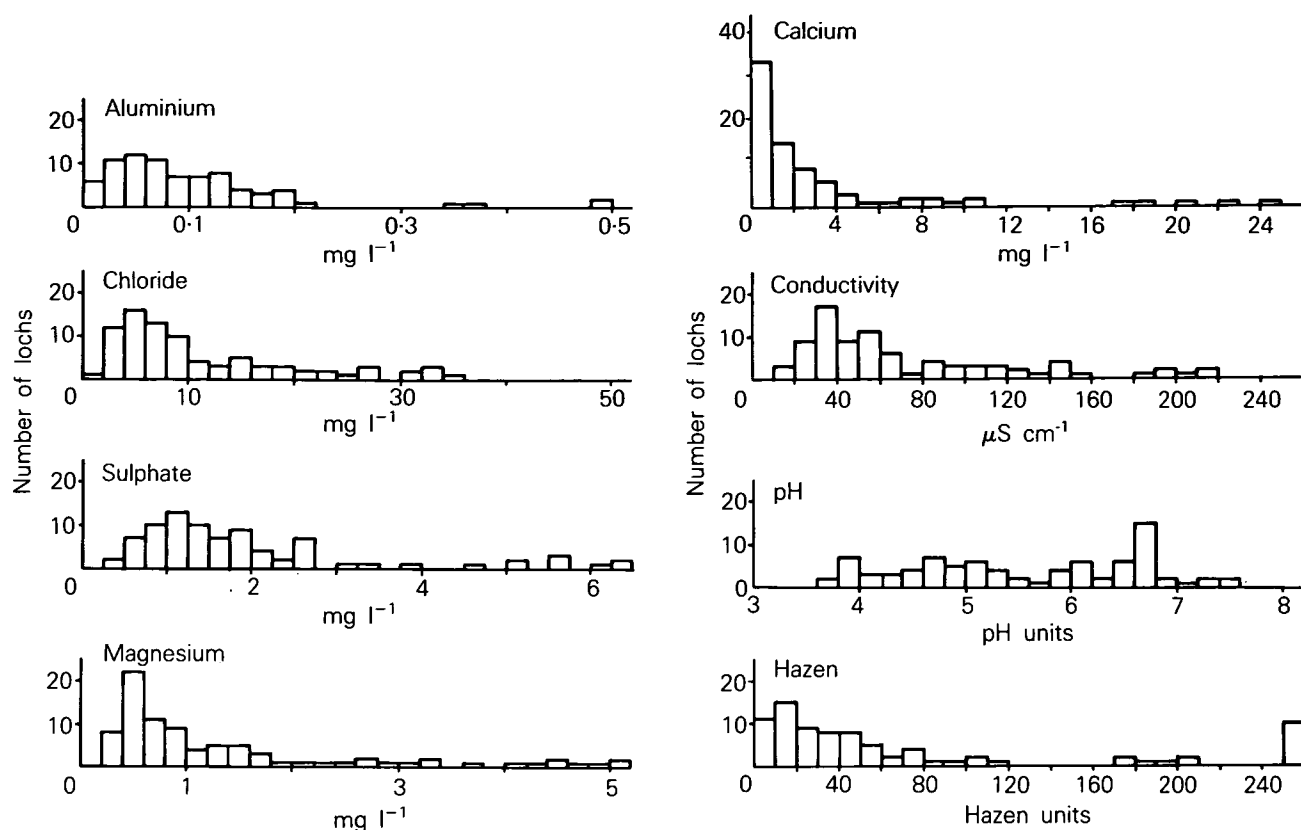 Number of lochs
Aluminium
20
10
0 0·1 0·3 0·5
mg l⁻¹
Chloride
20
10
0 10 30 50
mg l⁻¹
Sulphate
20
10
0 2 4 6
mg l⁻¹
Magnesium
20
10
0 1 3 5
mg l⁻¹
Number of lochs
Calcium
40
20
0 4 8 12 16 20 24
mg l⁻¹
Conductivity
20
10
0 40 80 120 160 200 240
μS cm⁻¹
pH
20
10
0
3 4 5 6 7 8
pH units
Hazen
20
10
0 40 80 120 160 200 240
Hazen units